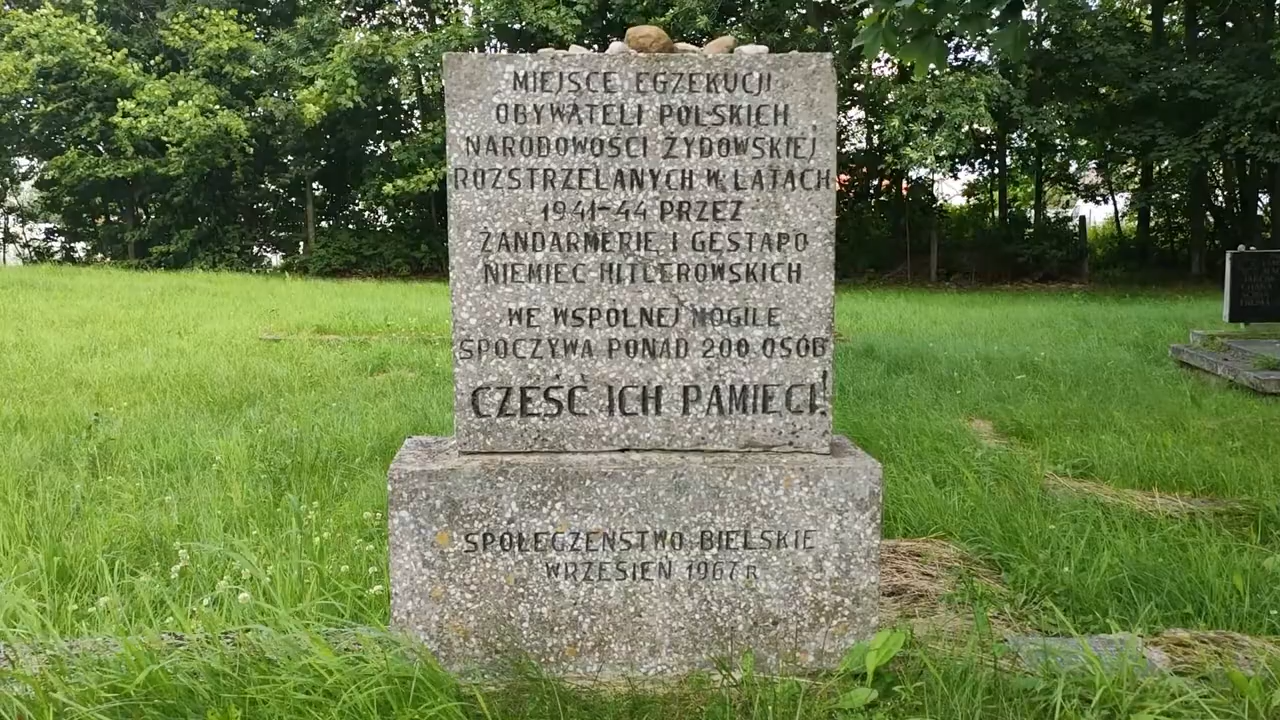 MIEJSCE EGZEKUCJI
OBYWATELI POLSKICH
NARODOWOŚCI ŻYDOWSKIEJ
ROZSTRZELANYCH W LATACH
1941-44 PRZEZ
ŻANDARMERIĘ I GESTAPO
NIEMIEC HITLEROWSKICH
WE WSPÓLNEJ MOGILE
SPOCZYWA PONAD 200 OSÓB
CZEŚĆ ICH PAMIĘCI!
SPOŁECZEŃSTWO BIELSKIE
WRZESIEŃ 1967 R